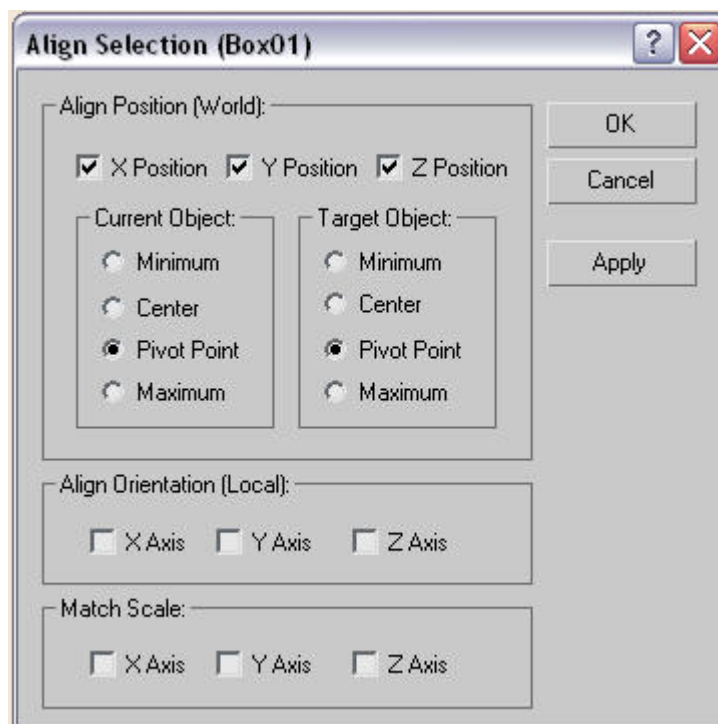 Align Selection (Box01)
Align Position (World):
OK
X Position Y Position Z Position
Cancel
Current Object: Target Object:
Minimum Minimum
Apply
Center Center
Pivot Point Pivot Point
Maximum Maximum
Align Orientation (Local):
X Axis Y Axis Z Axis
Match Scale:
X Axis Y Axis Z Axis